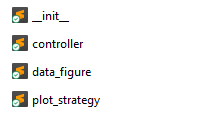 __init__
controller
data_figure
plot_strategy